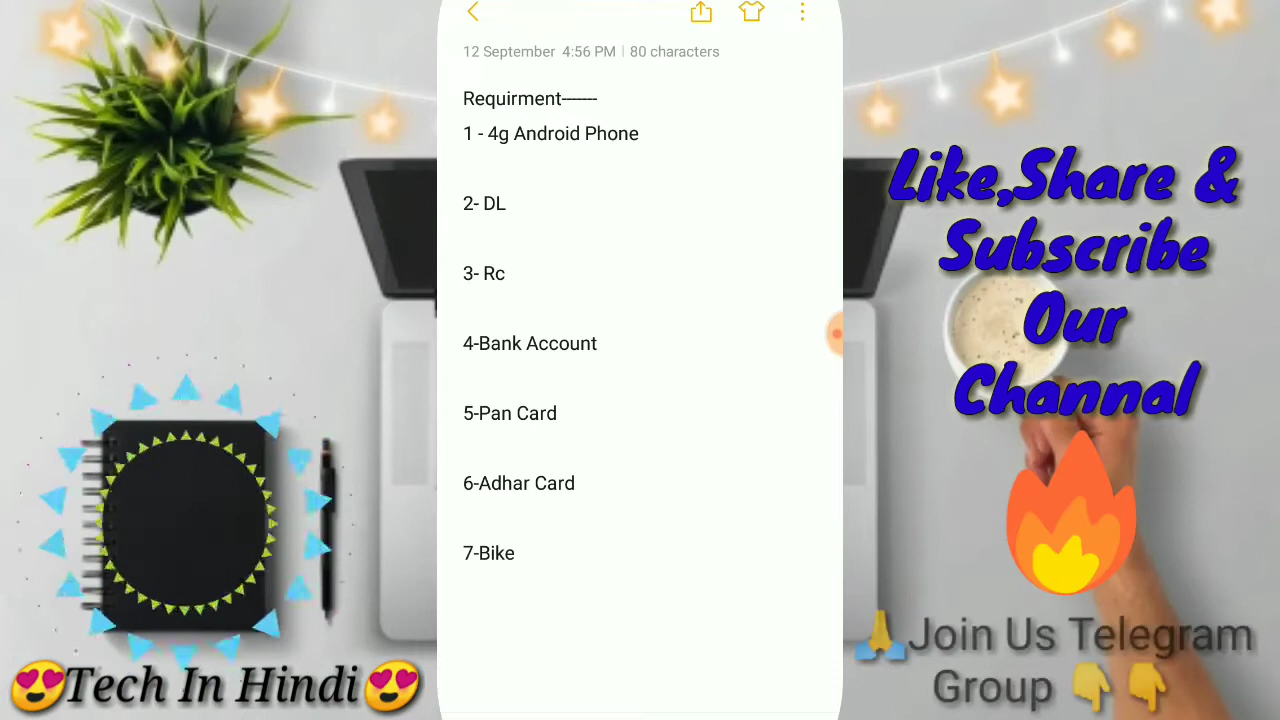 12 September 4:56 PM | 80 characters
Requirment-------
1 - 4g Android Phone
2- DL
3- Rc
4-Bank Account
5-Pan Card
6-Adhar Card
7-Bike
Like,Share &
Subscribe
Our
Channal
🙏Join Us Telegram
Group 👇👇
😍Tech In Hindi😍